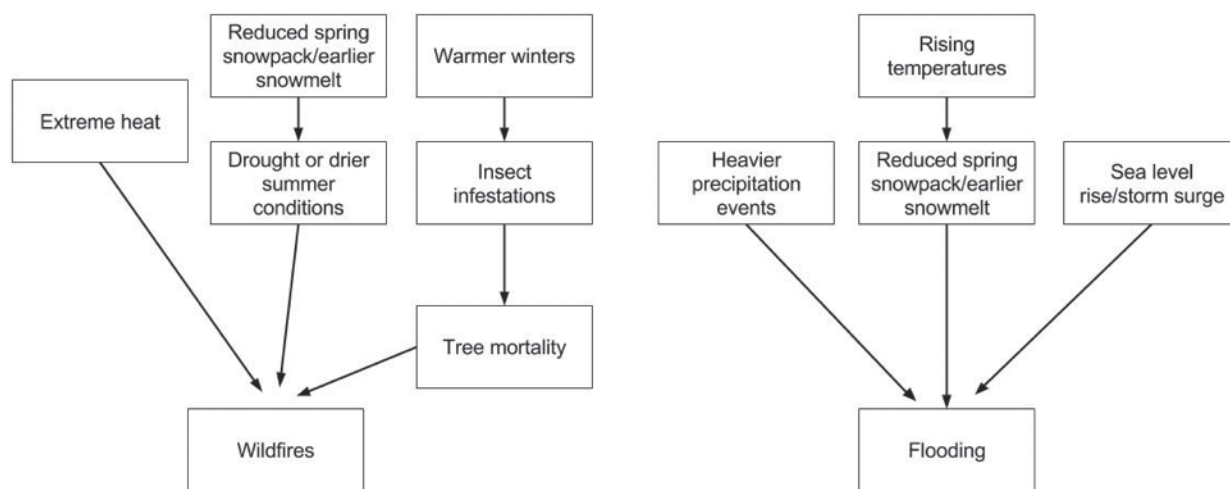 Reduced spring
snowpack/earlier
snowmelt
Warmer winters
Extreme heat
Drought or drier
summer
conditions
Insect
infestations
Tree mortality
Wildfires
Rising
temperatures
Heavier
precipitation
events
Reduced spring
snowpack/earlier
snowmelt
Sea level
rise/storm surge
Flooding